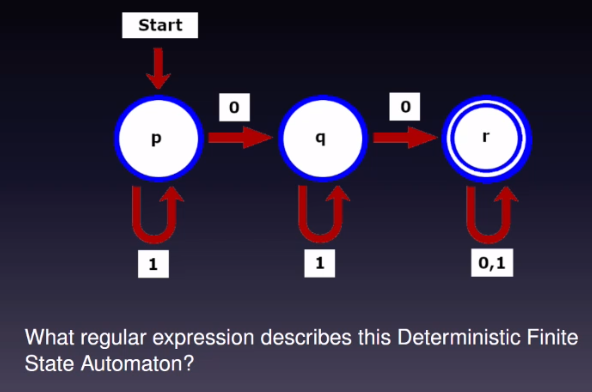 Start
0
0
p
q
r
1
1
0,1
What regular expression describes this Deterministic Finite
State Automaton?